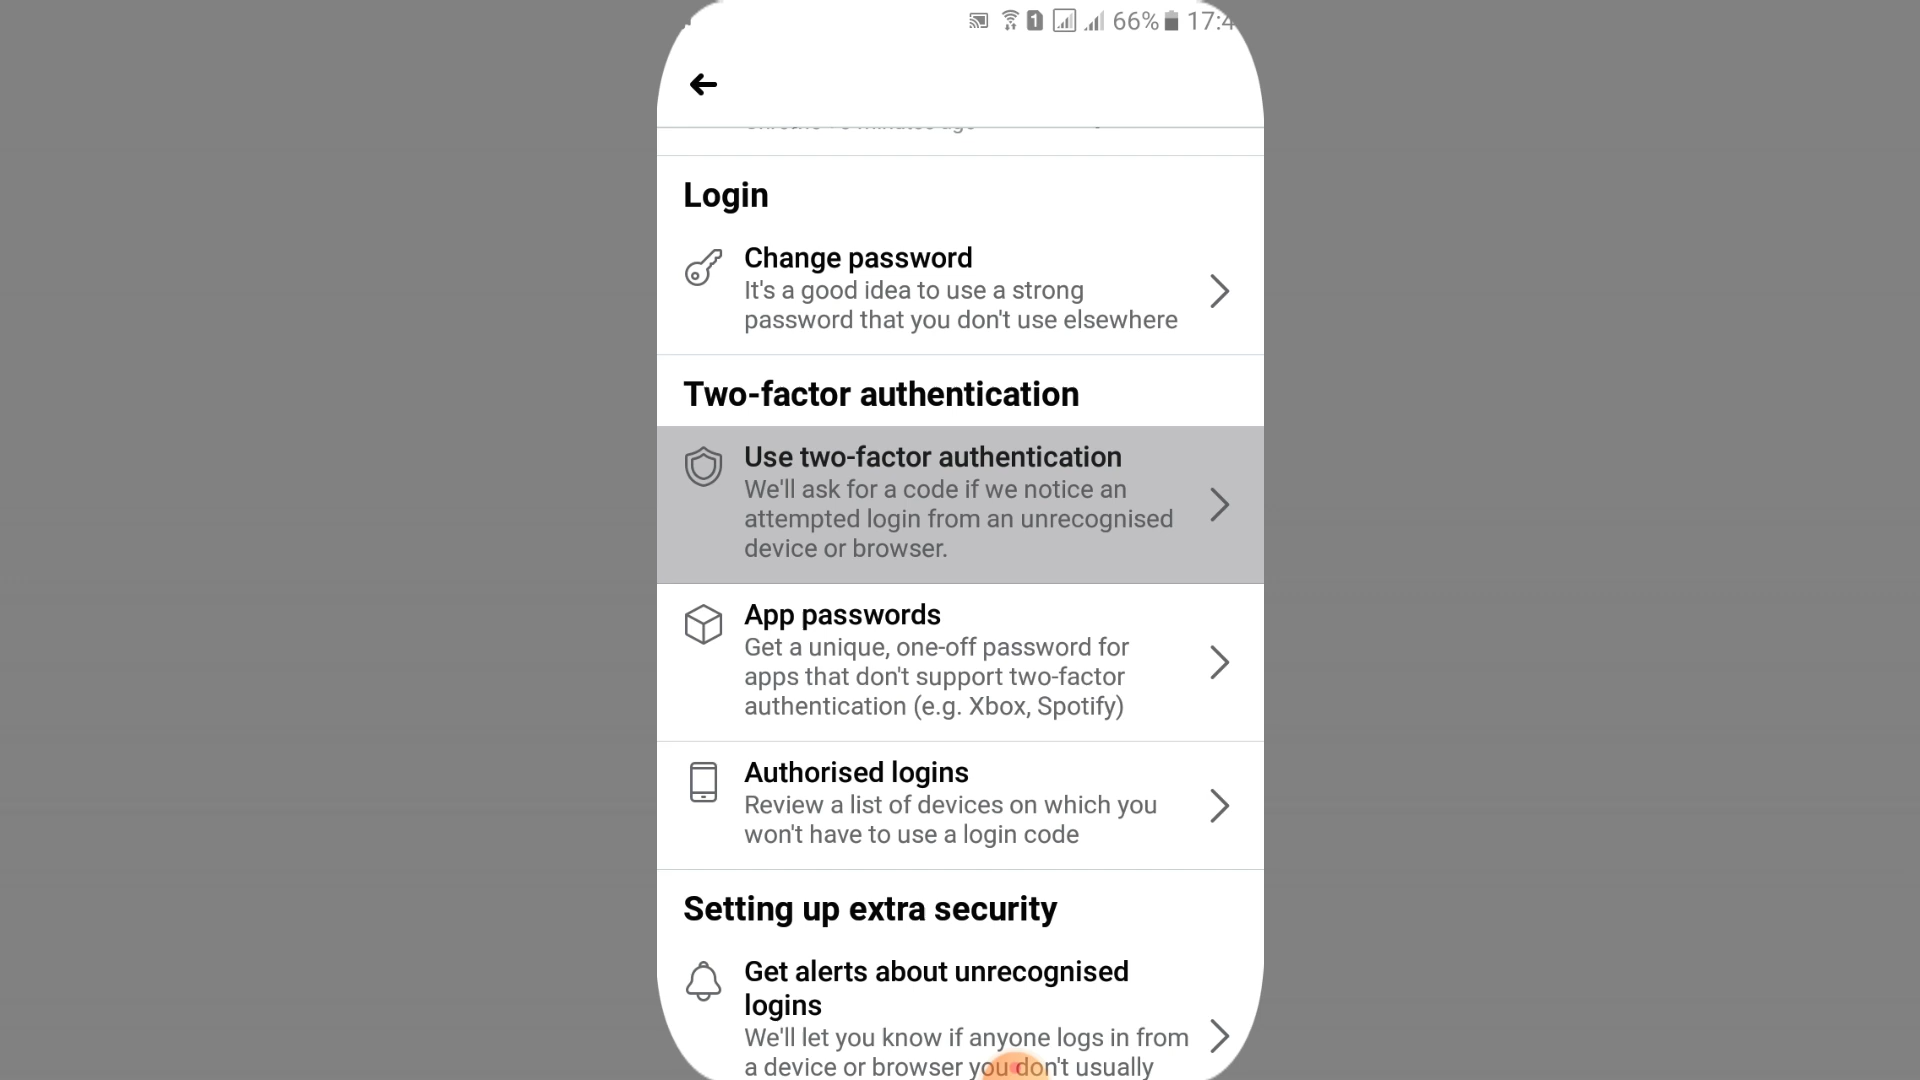 1 66% 17:4
Login
Change password
It's a good idea to use a strong
password that you don't use elsewhere
Two-factor authentication
Use two-factor authentication
We'll ask for a code if we notice an
attempted login from an unrecognised
device or browser.
App passwords
Get a unique, one-off password for
apps that don't support two-factor
authentication (e.g. Xbox, Spotify)
Authorised logins
Review a list of devices on which you
won't have to use a login code
Setting up extra security
Get alerts about unrecognised
logins
We'll let you know if anyone logs in from
a device or browser you don't usually